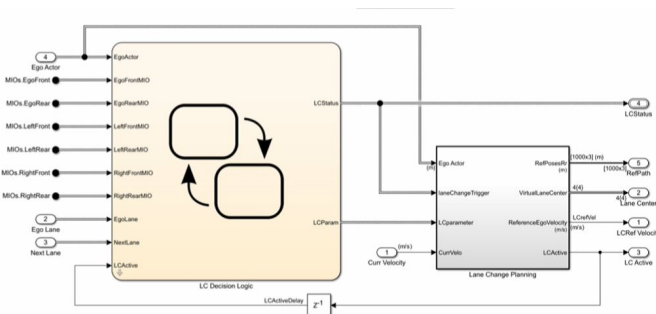 4
Ego Actor
MIOs.EgoFront
MIOs.EgoRear
MIOs.LeftFront
MIOs.LeftRear
MIOs.RightFront
MIOs.RightRear
2
Ego Lane
3
Next Lane
EgoActor
EgoFrontMIO
EgoRearMIO
LeftFrontMIO
LeftRearMIO
RightFrontMIO
RightRearMIO
EgoLane
NextLane
LCActive
LCStatus
LCParam
LC Decision Logic
LCActiveDelay
z-1
1
Curr Velocity
(m/s)
Ego Actor
(m)
laneChangeTrigger
LCparameter
CurrVelo
RefPosesRr
(m)
VirtualLaneCenter
ReferenceEgoVelocity
(m/s)
LCActive
Lane Change Planning
4
LCStatus
[1000x3] (m)
[1000x3]
5
RefPath
4(4)
4(4)
2
Lane Center
LCrefVel
(m/s)
1
LCRef Veloci
3
LC Active